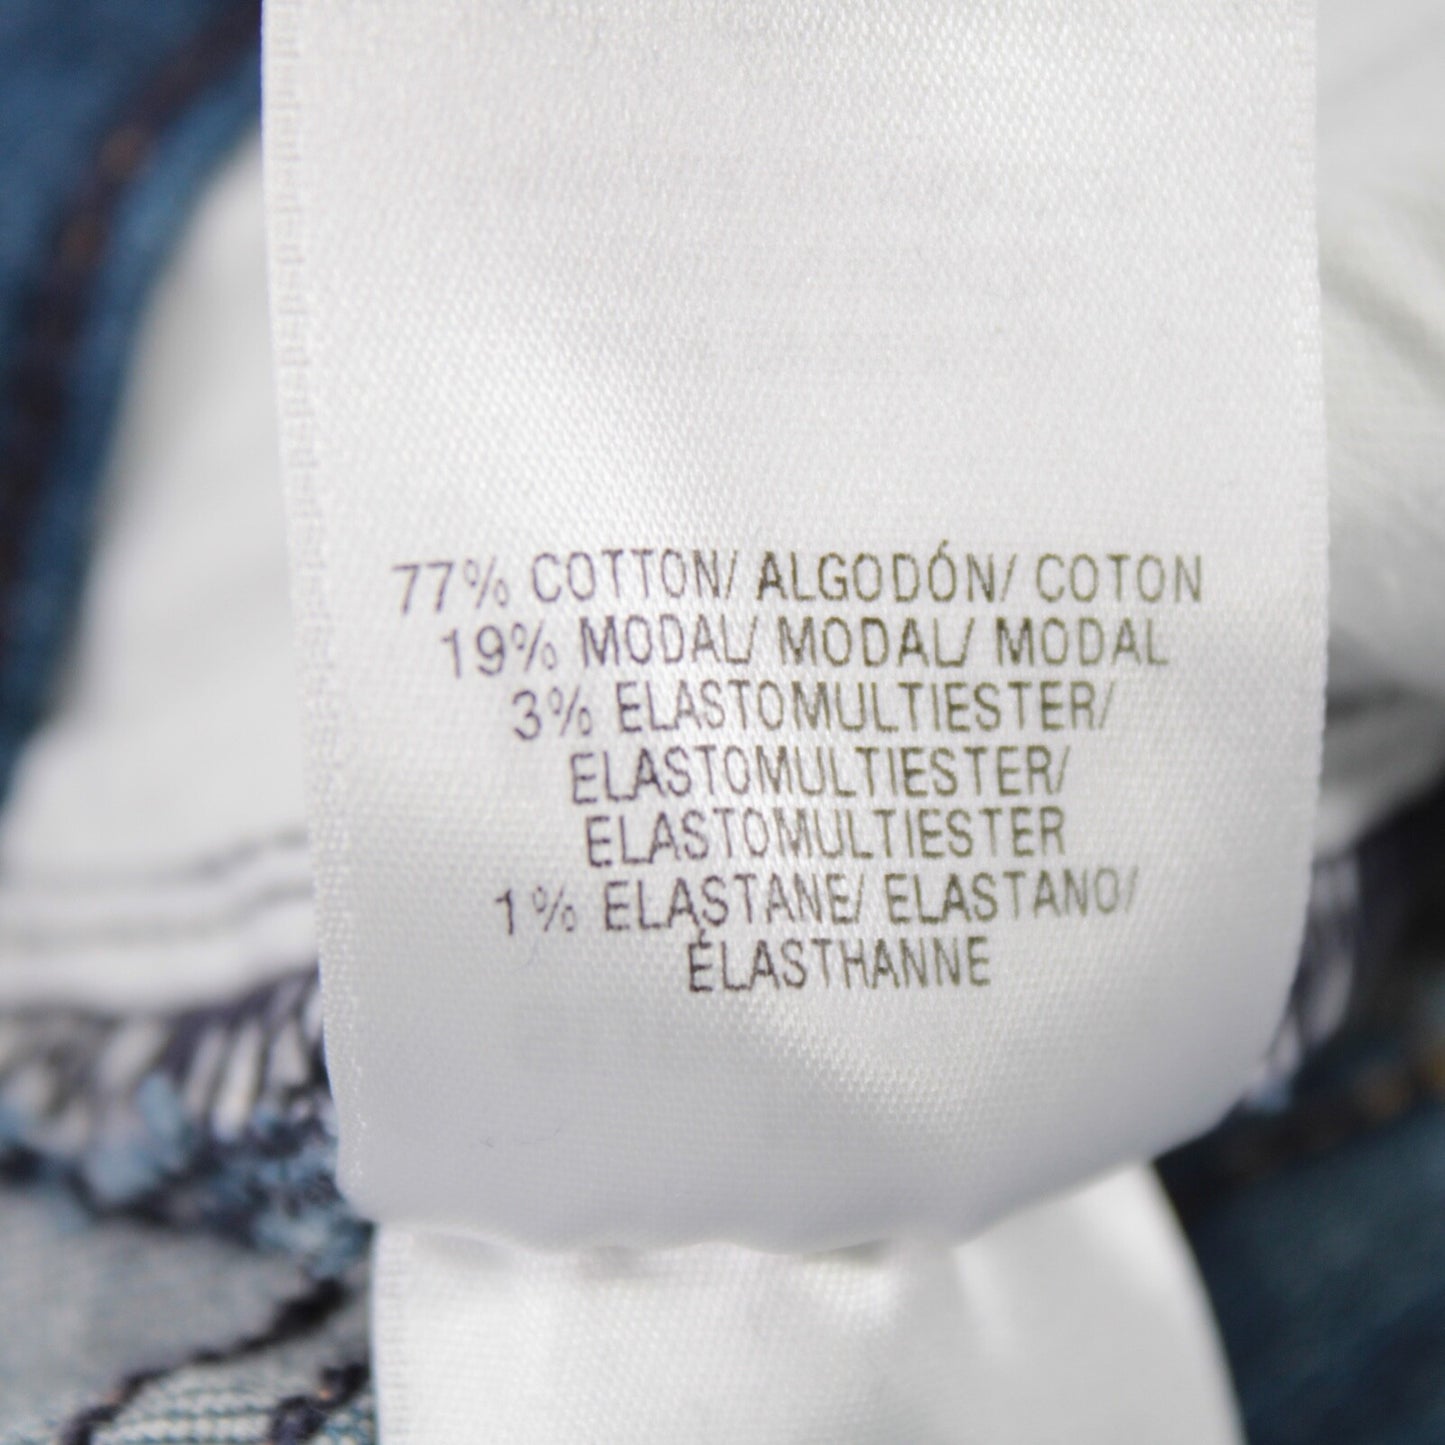 77% COTTON/ ALGODÓN/ COTON
19% MODAL/ MODAL/ MODAL
3% ELASTOMULTIESTER/
ELASTOMULTIESTER/
ELASTOMULTIESTER
1% ELASTANE/ ELASTANO/
ÉLASTHANNE